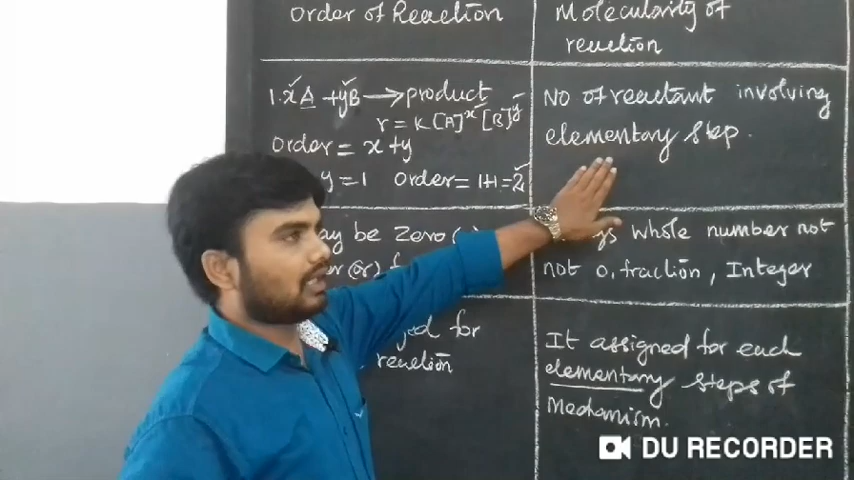 Order of Reaction
Molecularity of
reaction
1. xA + yB → product
r = K[A]x [B]y
order = x + y
y = 1 order = 1+1 = 2
No of reactant involving
elementary step.
be zero
(or)
whole number not
not 0, fraction, Integer
for
reaction
It assigned for each
elementary steps of
Mechanism.
DU RECORDER